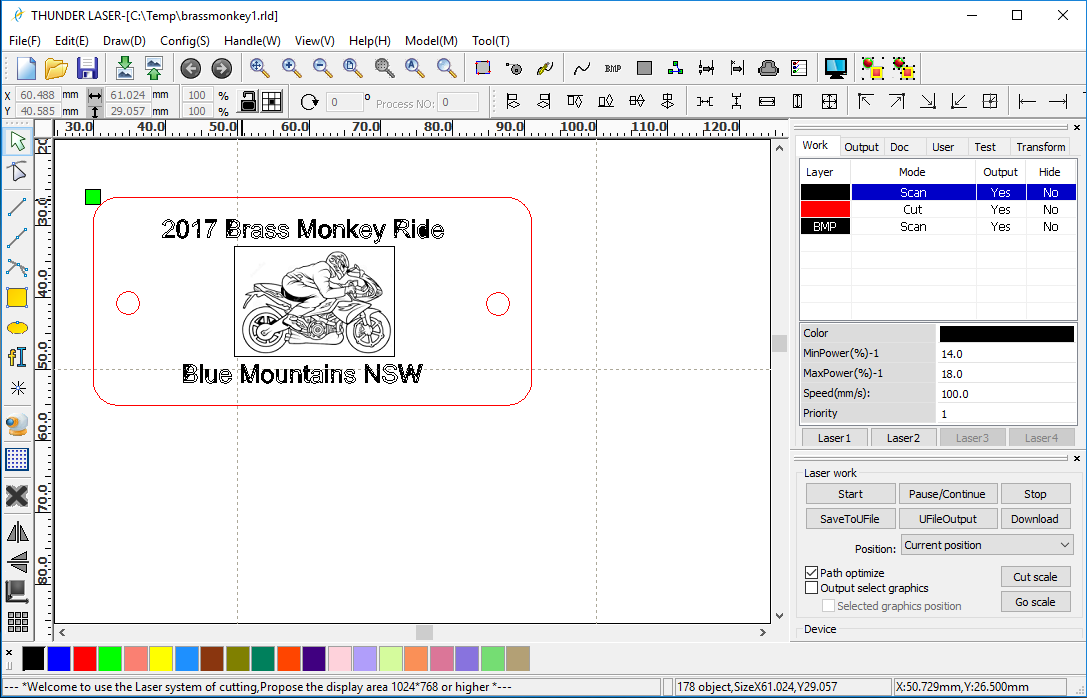 THUNDER LASER-[C:\Temp\brassmonkey1.rld]
File(F) Edit(E) Draw(D) Config(S) Handle(W) View(V) Help(H) Model(M) Tool(T)
BMP
X 60.488 mm 61.024 mm 100 %
Y 40.585 mm 29.057 mm 100 %
0 ° Process NO: 0
30.0 40.0 50.0 60.0 70.0 80.0 90.0 100.0 110.0 120.0
20
30.0
40.0
50.0
60.0
70.0
80.0
2017 Brass Monkey Ride
Blue Mountains NSW
Work Output Doc User Test Transform
Layer Mode Output Hide
Scan Yes No
Cut Yes No
BMP Scan Yes No
Color
MinPower(%)-1 14.0
MaxPower(%)-1 18.0
Speed(mm/s): 100.0
Priority 1
Laser1 Laser2 Laser3 Laser4
Laser work
Start Pause/Continue Stop
SaveToUFile UFileOutput Download
Position: Current position
Path optimize
Cut scale
Output select graphics
Go scale
Selected graphics position
Device
--- *Welcome to use the Laser system of cutting,Propose the display area 1024*768 or higher *---
178 object,SizeX61.024,Y29.057
X:50.729mm,Y:26.500mm